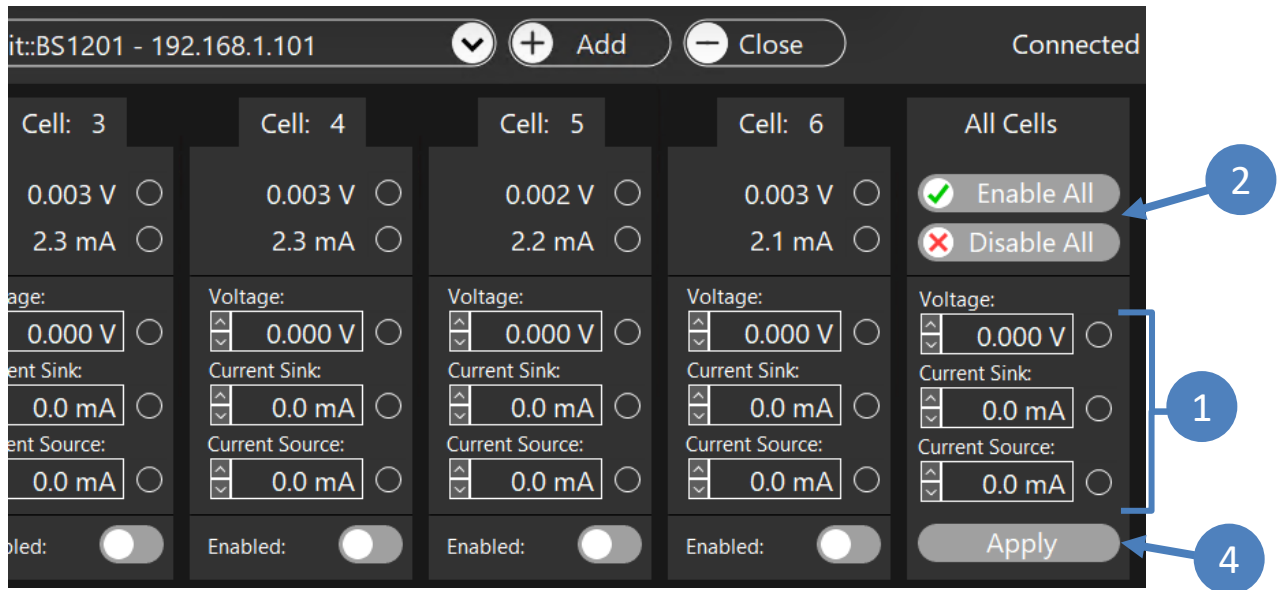 it::BS1201 - 192.168.1.101 Add Close Connected
Cell: 3 Cell: 4 Cell: 5 Cell: 6 All Cells
0.003 V 0.003 V 0.002 V 0.003 V Enable All 2
2.3 mA 2.3 mA 2.2 mA 2.1 mA Disable All
age: Voltage: Voltage: Voltage: Voltage:
0.000 V 0.000 V 0.000 V 0.000 V 0.000 V
ent Sink: Current Sink: Current Sink: Current Sink: Current Sink:
0.0 mA 0.0 mA 0.0 mA 0.0 mA 0.0 mA 1
ent Source: Current Source: Current Source: Current Source: Current Source:
0.0 mA 0.0 mA 0.0 mA 0.0 mA 0.0 mA
bled: Enabled: Enabled: Enabled: Apply 4